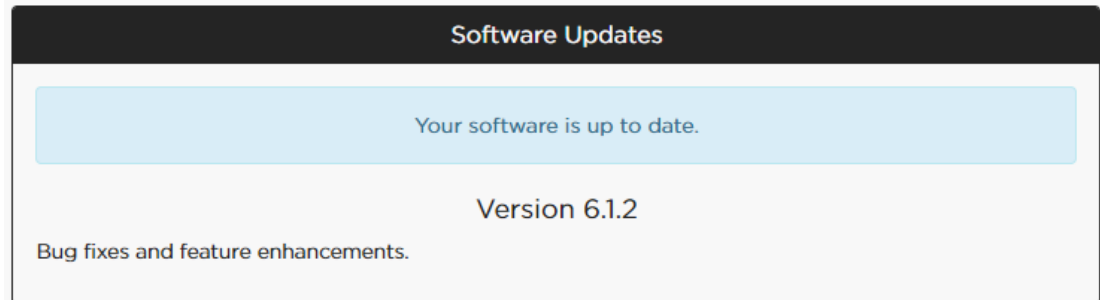 Software Updates
Your software is up to date.
Version 6.1.2
Bug fixes and feature enhancements.